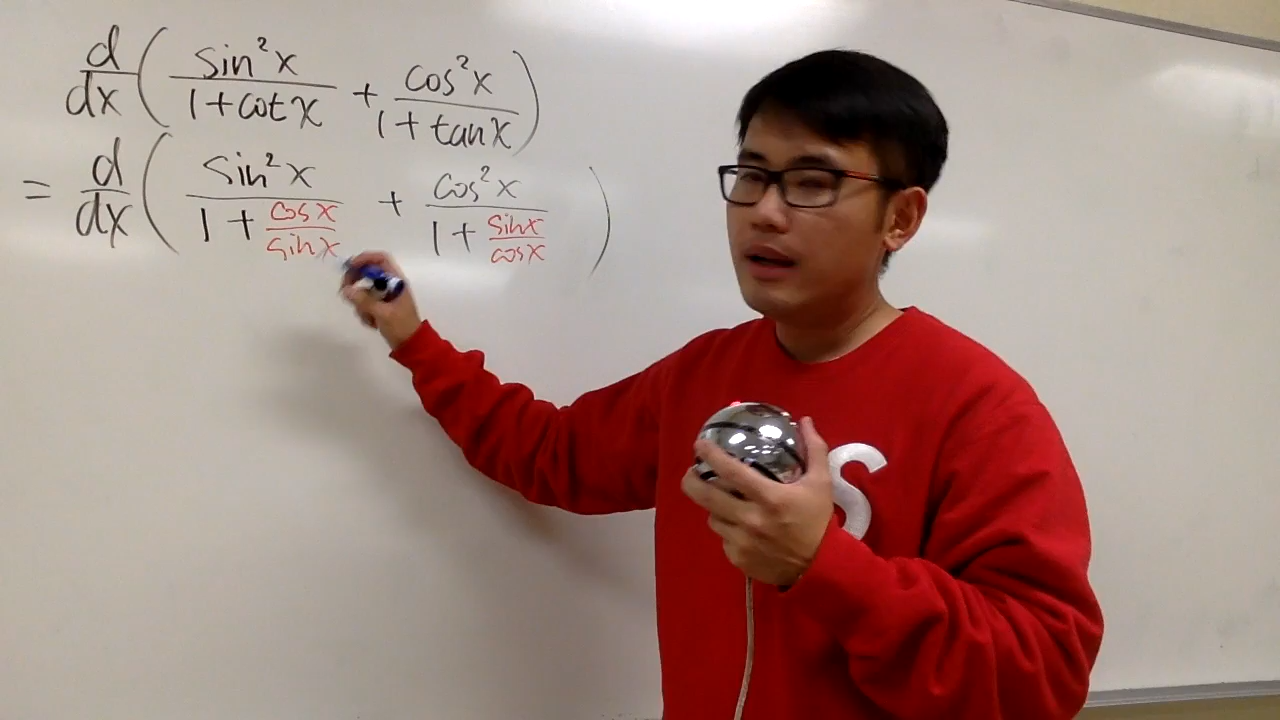 d/dx ( sin²x / (1 + cot x) + cos²x / (1 + tan x) )
= d/dx ( sin²x / (1 + cos x / sin x) + cos²x / (1 + sin x / cos x) )
S